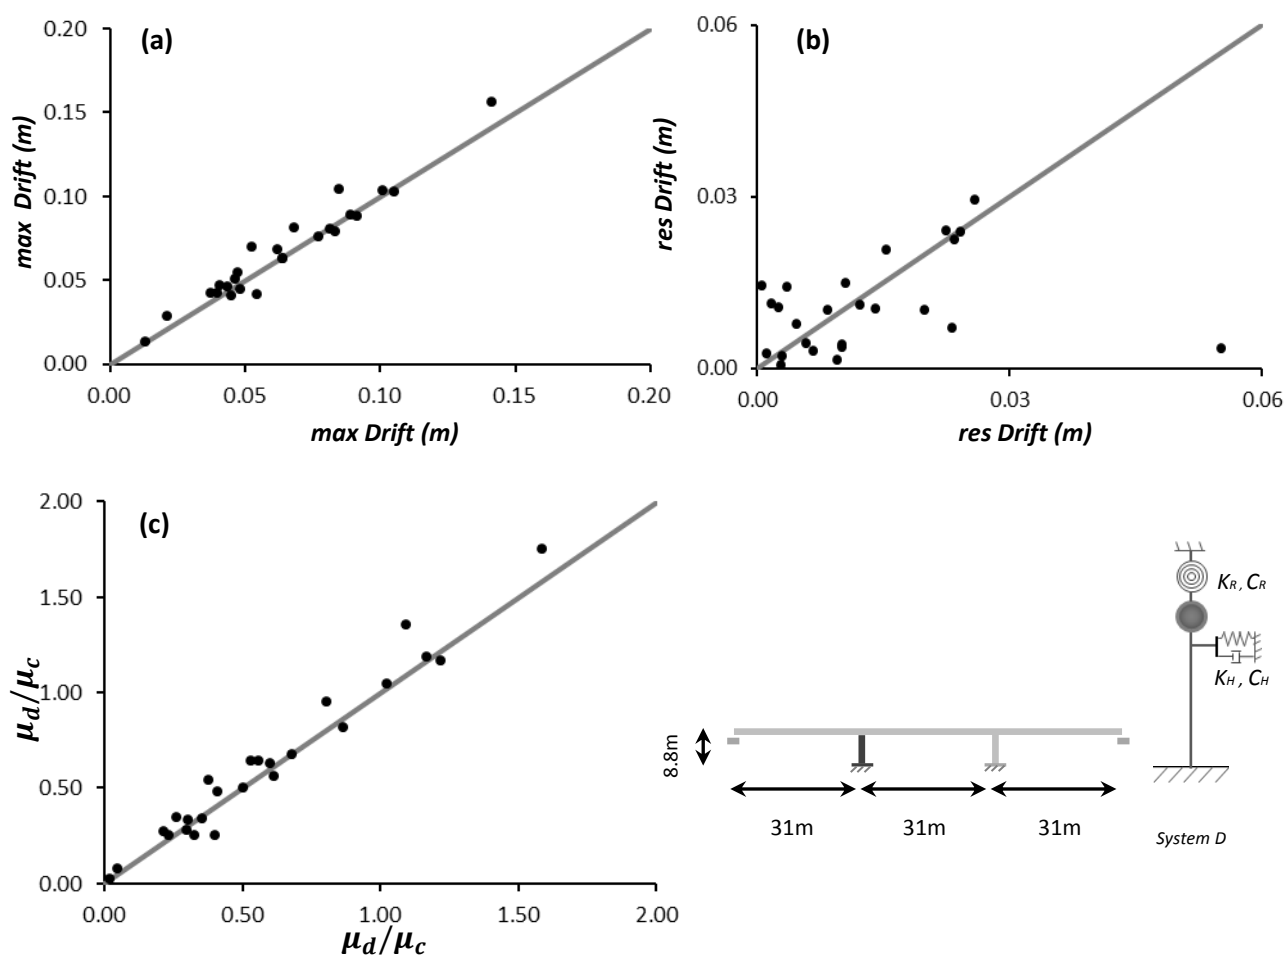 (a)
0.20
0.15
0.10
0.05
0.00
max Drift (m)
0.00 0.05 0.10 0.15 0.20
max Drift (m)
(b)
0.06
0.03
0.00
res Drift (m)
0.00 0.03 0.06
res Drift (m)
(c)
2.00
1.50
1.00
0.50
0.00
μd/μc
0.00 0.50 1.00 1.50 2.00
μd/μc
8.8m
31m 31m 31m
KR , CR
KH , CH
System D